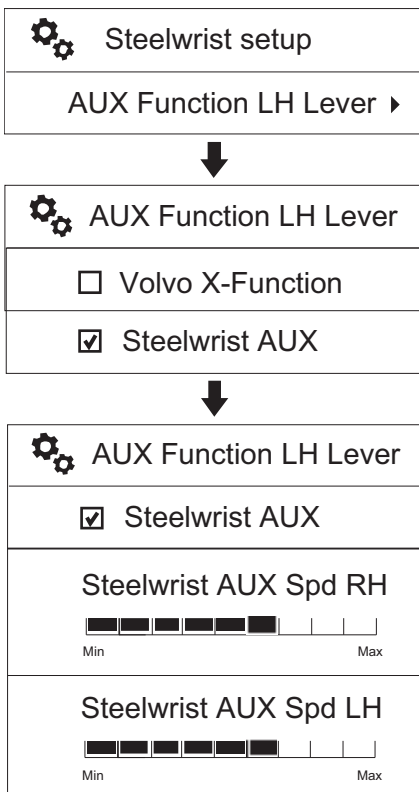 Steelwrist setup
AUX Function LH Lever
AUX Function LH Lever
Volvo X-Function
Steelwrist AUX
AUX Function LH Lever
Steelwrist AUX
Steelwrist AUX Spd RH
Min Max
Steelwrist AUX Spd LH
Min Max